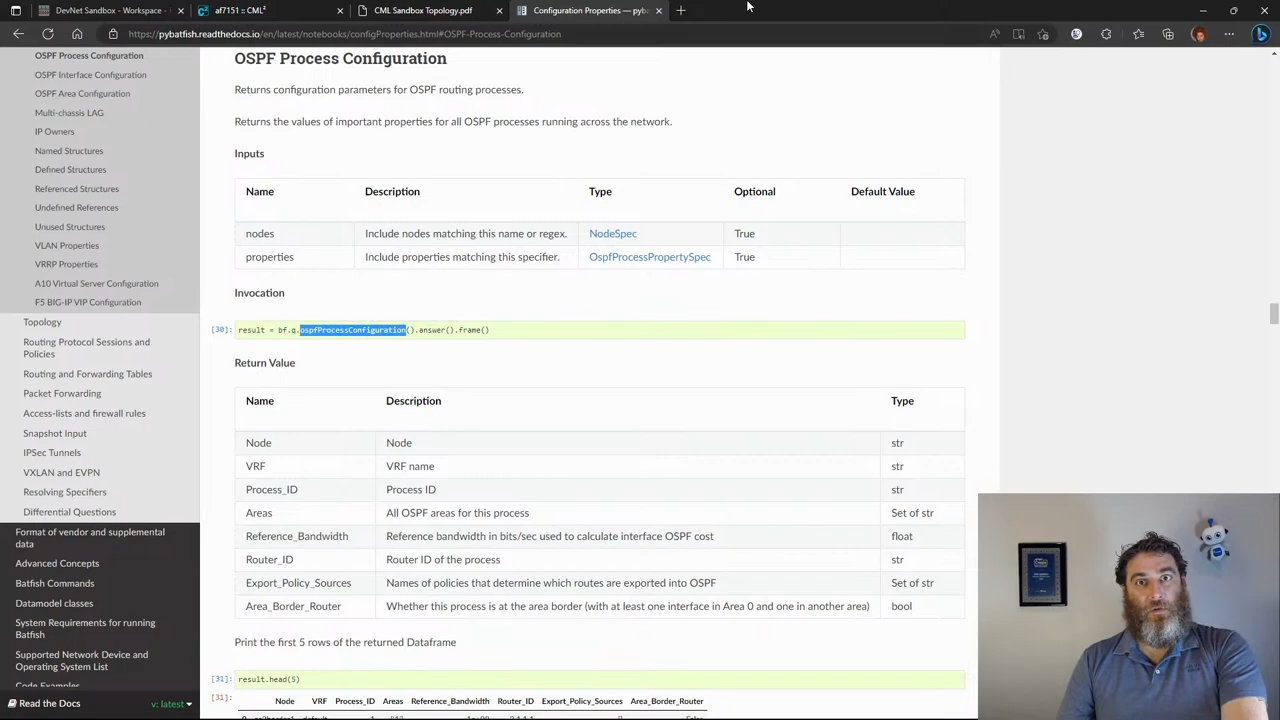 DevNet Sandbox - Workspace
af7151 :: CML²
CML Sandbox Topology.pdf
Configuration Properties — pyb
https://pybatfish.readthedocs.io/en/latest/notebooks/configProperties.html#OSPF-Process-Configuration
OSPF Process Configuration
OSPF Interface Configuration
OSPF Area Configuration
Multi-chassis LAG
IP Owners
Named Structures
Defined Structures
Referenced Structures
Undefined References
Unused Structures
VLAN Properties
VRRP Properties
A10 Virtual Server Configuration
F5 BIG-IP VIP Configuration
Topology
Routing Protocol Sessions and
Policies
Routing and Forwarding Tables
Packet Forwarding
Access-lists and firewall rules
Snapshot Input
IPSec Tunnels
VXLAN and EVPN
Resolving Specifiers
Differential Questions
Format of vendor and supplemental
data
Advanced Concepts
Batfish Commands
Datamodel classes
System Requirements for running
Batfish
Supported Network Device and
Operating System List
Code Examples
Read the Docs v: latest
OSPF Process Configuration
Returns configuration parameters for OSPF routing processes.
Returns the values of important properties for all OSPF processes running across the network.
Inputs
Name Description Type Optional Default Value
nodes Include nodes matching this name or regex. NodeSpec True
properties Include properties matching this specifier. OspfProcessPropertySpec True
Invocation
[30]: result = bf.q.ospfProcessConfiguration().answer().frame()
Return Value
Name Description Type
Node Node str
VRF VRF name str
Process_ID Process ID str
Areas All OSPF areas for this process Set of str
Reference_Bandwidth Reference bandwidth in bits/sec used to calculate interface OSPF cost float
Router_ID Router ID of the process str
Export_Policy_Sources Names of policies that determine which routes are exported into OSPF Set of str
Area_Border_Router Whether this process is at the area border (with at least one interface in Area 0 and one in another area) bool
Print the first 5 rows of the returned Dataframe
[31]: result.head(5)
[31]: Node VRF Process_ID Areas Reference_Bandwidth Router_ID Export_Policy_Sources Area_Border_Router